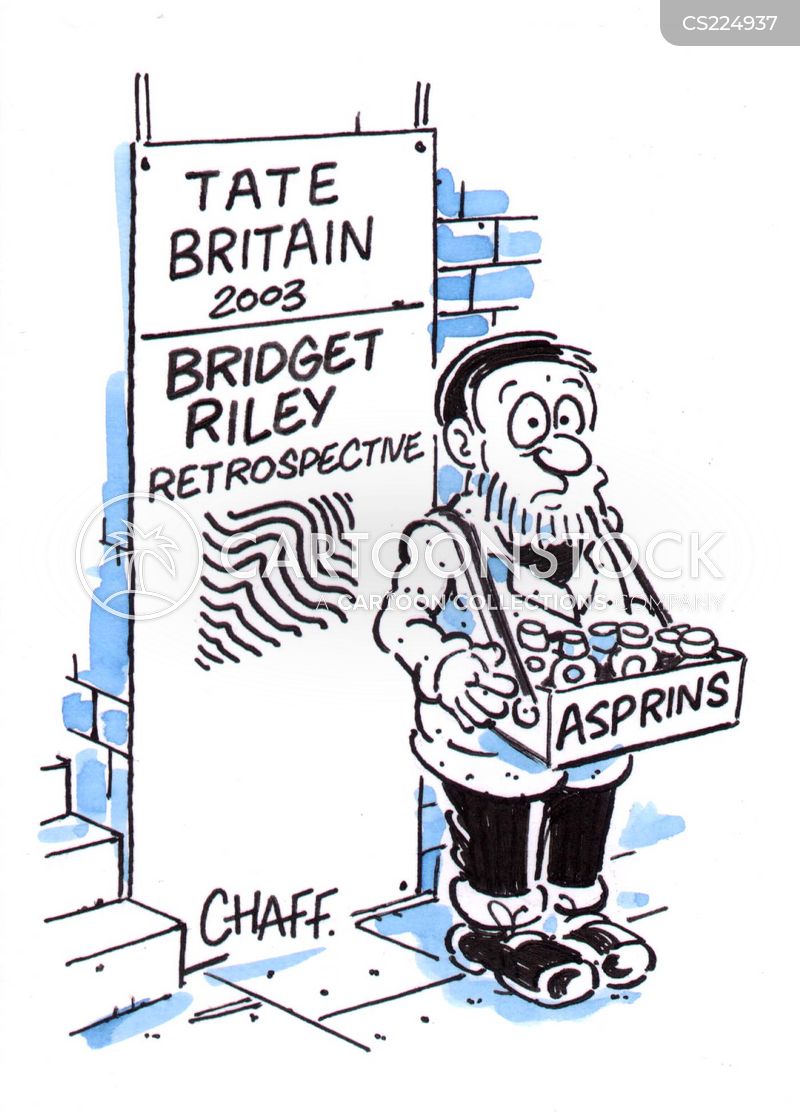 CS224937
TATE
BRITAIN
2003
BRIDGET
RILEY
RETROSPECTIVE
CARTOONSTOCK
A CARTOON COLLECTIONS COMPANY
ASPRINS
CHAFF.